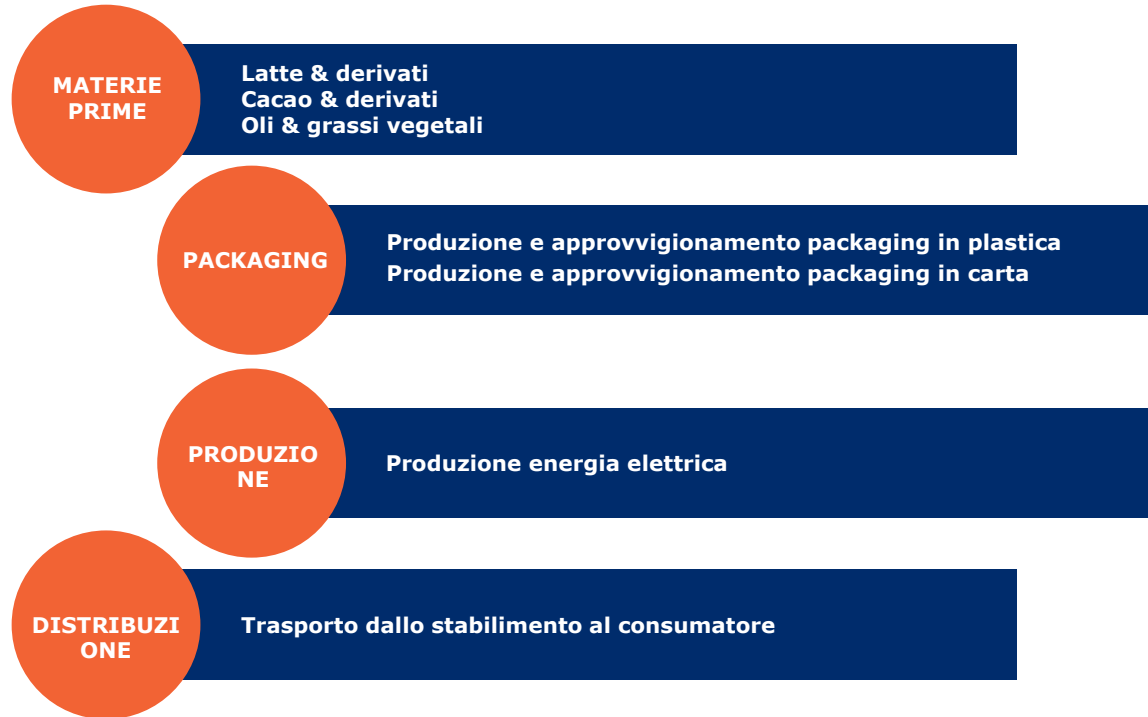 MATERIE
PRIME
Latte & derivati
Cacao & derivati
Oli & grassi vegetali
PACKAGING
Produzione e approvvigionamento packaging in plastica
Produzione e approvvigionamento packaging in carta
PRODUZIO
NE
Produzione energia elettrica
DISTRIBUZI
ONE
Trasporto dallo stabilimento al consumatore